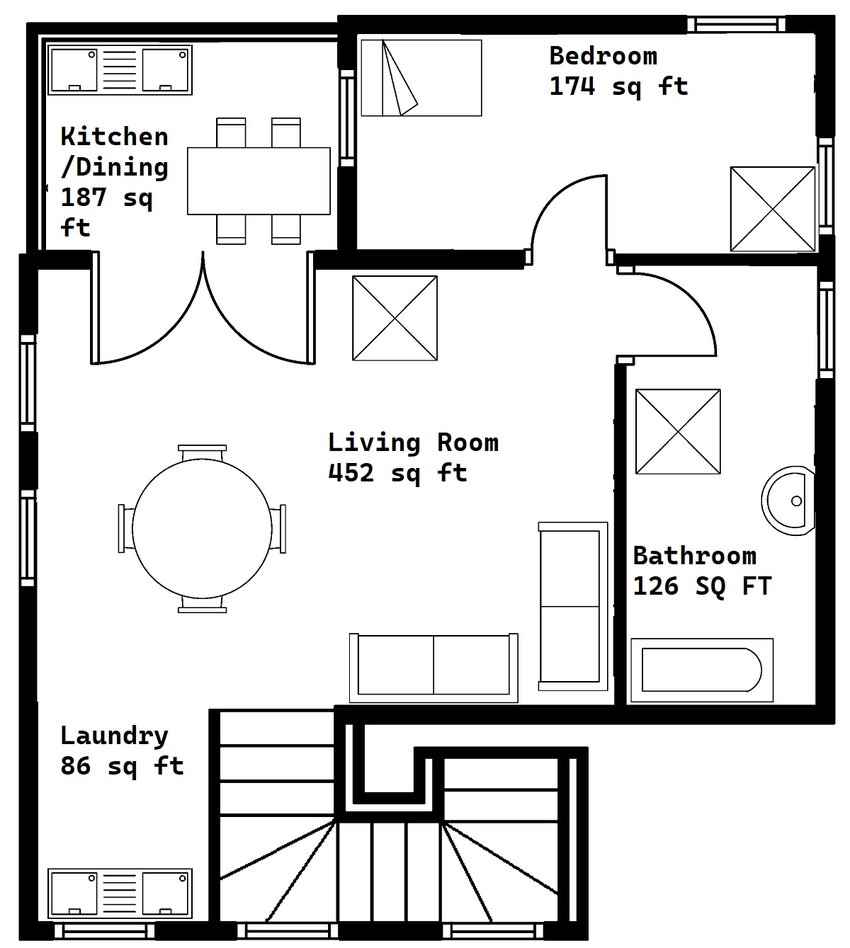 Bedroom
174 sq ft
Kitchen
/Dining
187 sq
ft
Living Room
452 sq ft
Bathroom
126 SQ FT
Laundry
86 sq ft